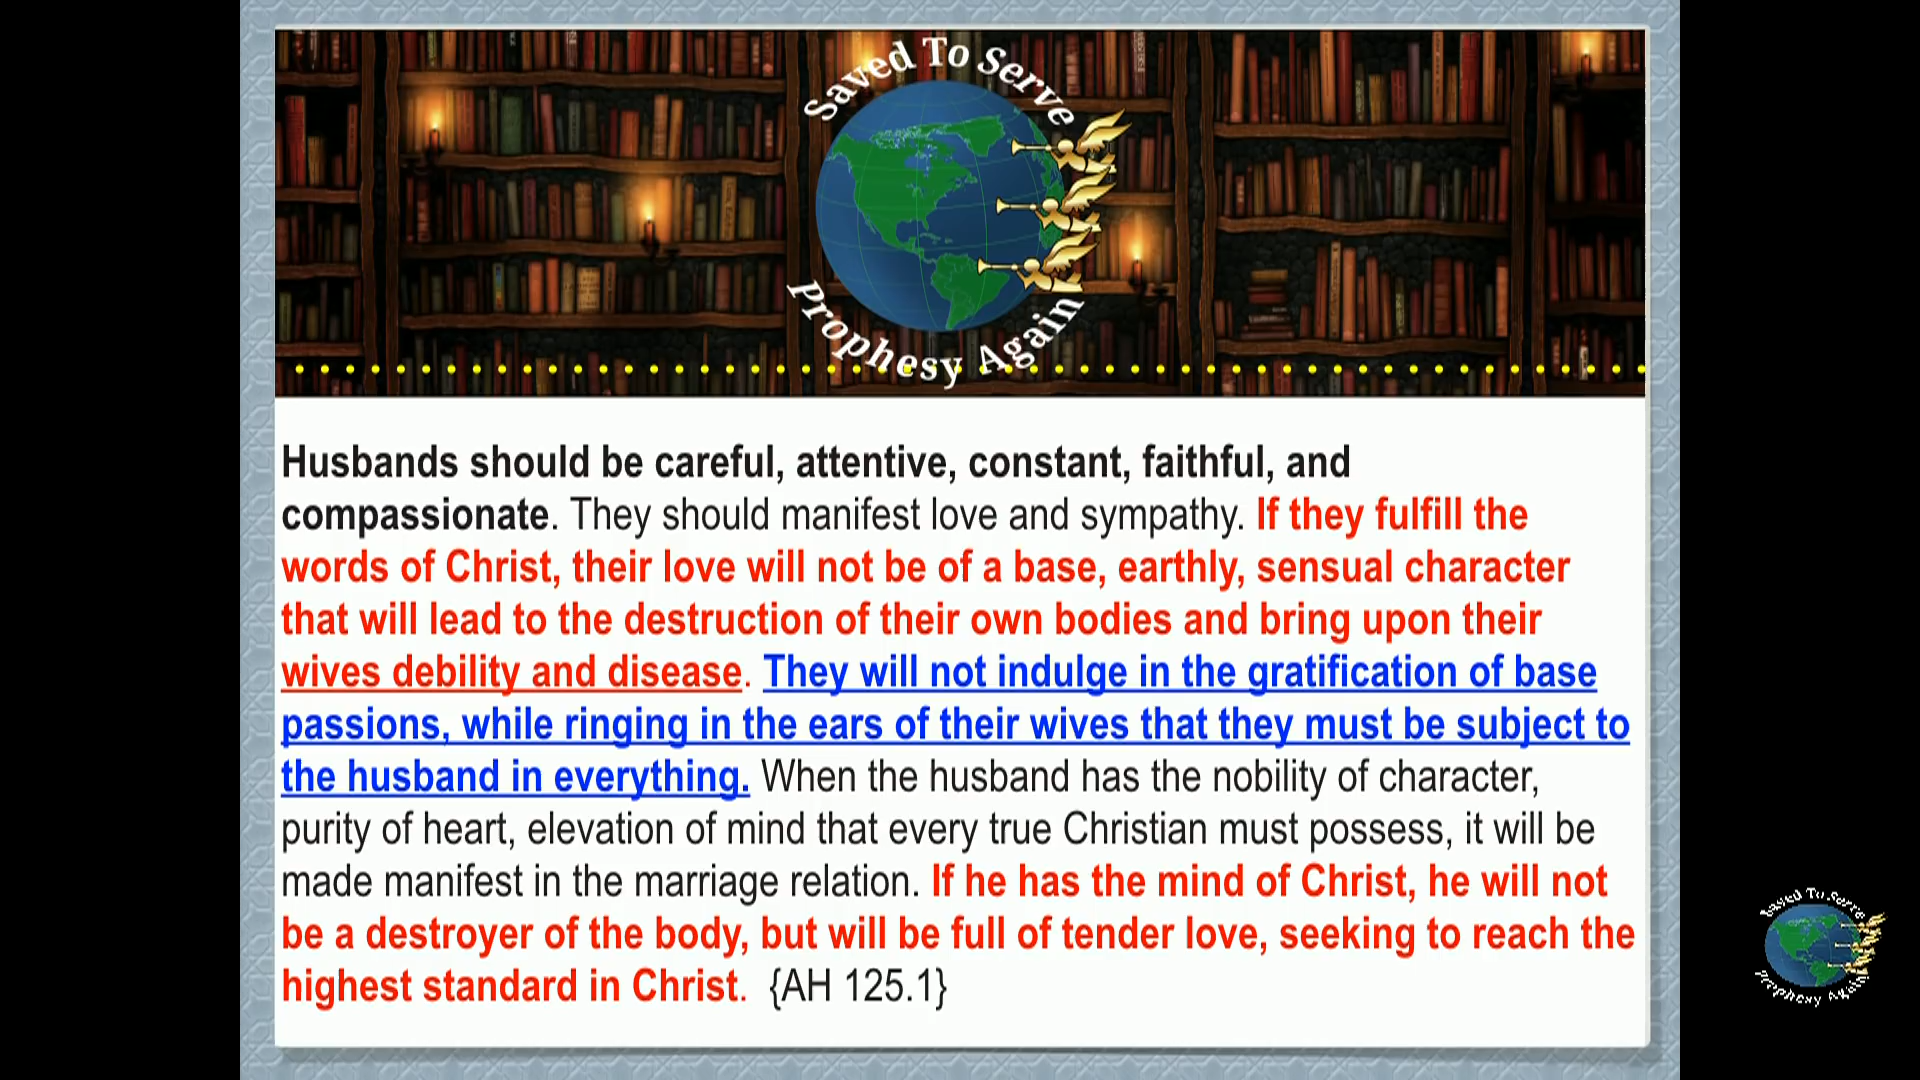 Saved To Serve
Prophesy Again
Husbands should be careful, attentive, constant, faithful, and
compassionate. They should manifest love and sympathy. If they fulfill the
words of Christ, their love will not be of a base, earthly, sensual character
that will lead to the destruction of their own bodies and bring upon their
wives debility and disease. They will not indulge in the gratification of base
passions, while ringing in the ears of their wives that they must be subject to
the husband in everything. When the husband has the nobility of character,
purity of heart, elevation of mind that every true Christian must possess, it will be
made manifest in the marriage relation. If he has the mind of Christ, he will not
be a destroyer of the body, but will be full of tender love, seeking to reach the
highest standard in Christ. {AH 125.1}
Saved To Serve
Prophesy Again